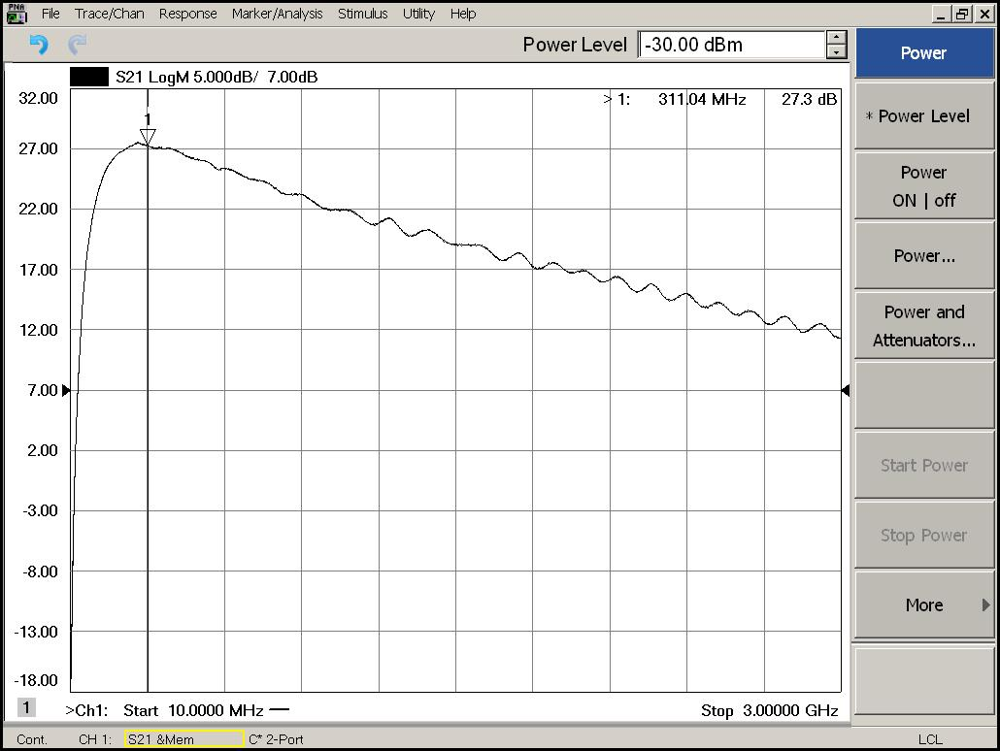 PNA File Trace/Chan Response Marker/Analysis Stimulus Utility Help
Power Level -30.00 dBm
Power
S21 LogM 5.000dB/ 7.00dB
32.00
> 1: 311.04 MHz 27.3 dB
* Power Level
1
27.00
Power
ON | off
22.00
Power...
17.00
Power and
12.00
Attenuators...
7.00
2.00
Start Power
-3.00
Stop Power
-8.00
More
-13.00
-18.00
1 >Ch1: Start 10.0000 MHz Stop 3.00000 GHz
Cont. CH 1: S21 &Mem C* 2-Port LCL